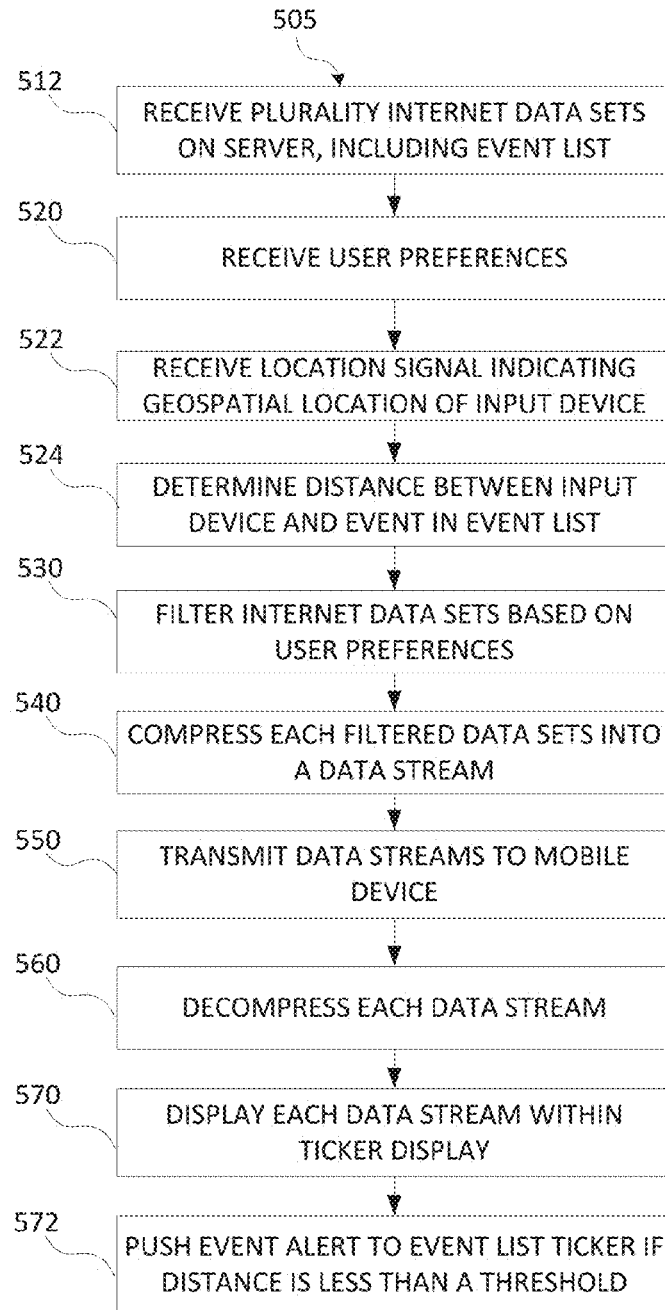 505
512
RECEIVE PLURALITY INTERNET DATA SETS
ON SERVER, INCLUDING EVENT LIST
520
RECEIVE USER PREFERENCES
522
RECEIVE LOCATION SIGNAL INDICATING
GEOSPATIAL LOCATION OF INPUT DEVICE
524
DETERMINE DISTANCE BETWEEN INPUT
DEVICE AND EVENT IN EVENT LIST
530
FILTER INTERNET DATA SETS BASED ON
USER PREFERENCES
540
COMPRESS EACH FILTERED DATA SETS INTO
A DATA STREAM
550
TRANSMIT DATA STREAMS TO MOBILE
DEVICE
560
DECOMPRESS EACH DATA STREAM
570
DISPLAY EACH DATA STREAM WITHIN
TICKER DISPLAY
572
PUSH EVENT ALERT TO EVENT LIST TICKER IF
DISTANCE IS LESS THAN A THRESHOLD